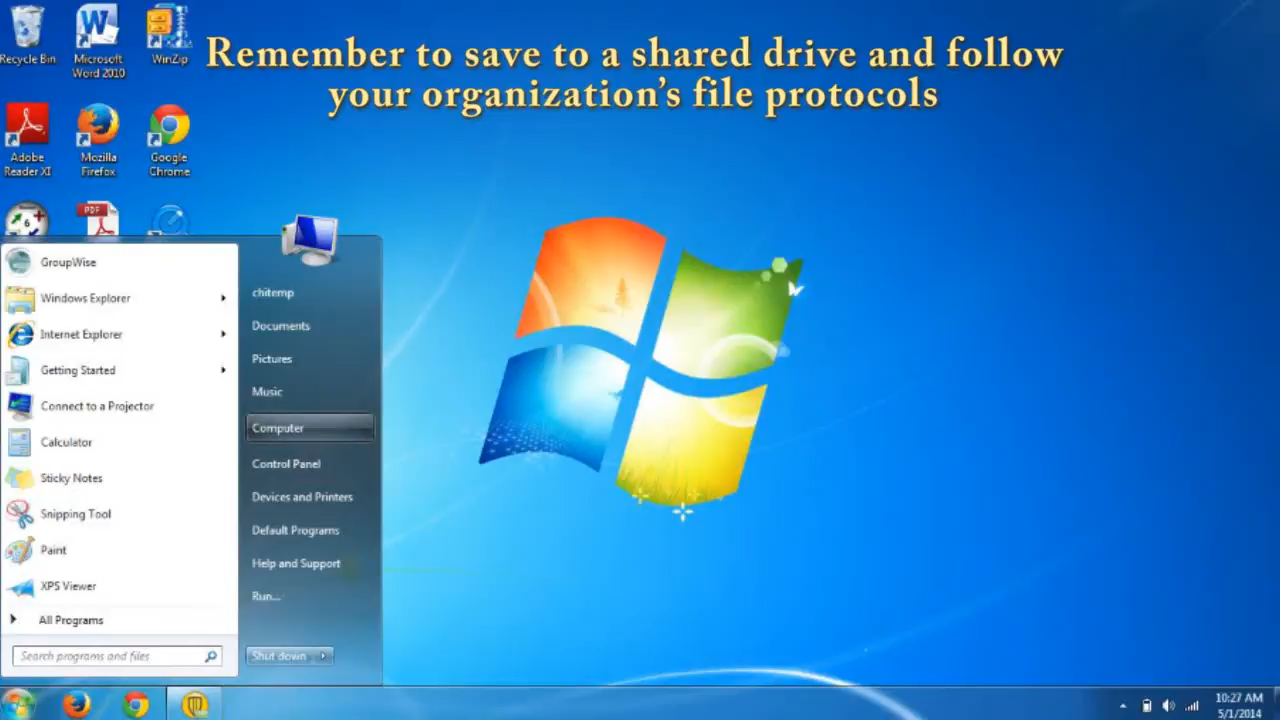 Remember to save to a shared drive and follow
your organization's file protocols
Recycle Bin
Microsoft
Word 2010
WinZip
Adobe
Reader XI
Mozilla
Firefox
Google
Chrome
6
PDF
GroupWise
Windows Explorer
Internet Explorer
Getting Started
Connect to a Projector
Calculator
Sticky Notes
Snipping Tool
Paint
XPS Viewer
All Programs
Search programs and files
chitemp
Documents
Pictures
Music
Computer
Control Panel
Devices and Printers
Default Programs
Help and Support
Run...
Shut down
10:27 AM
5/1/2014